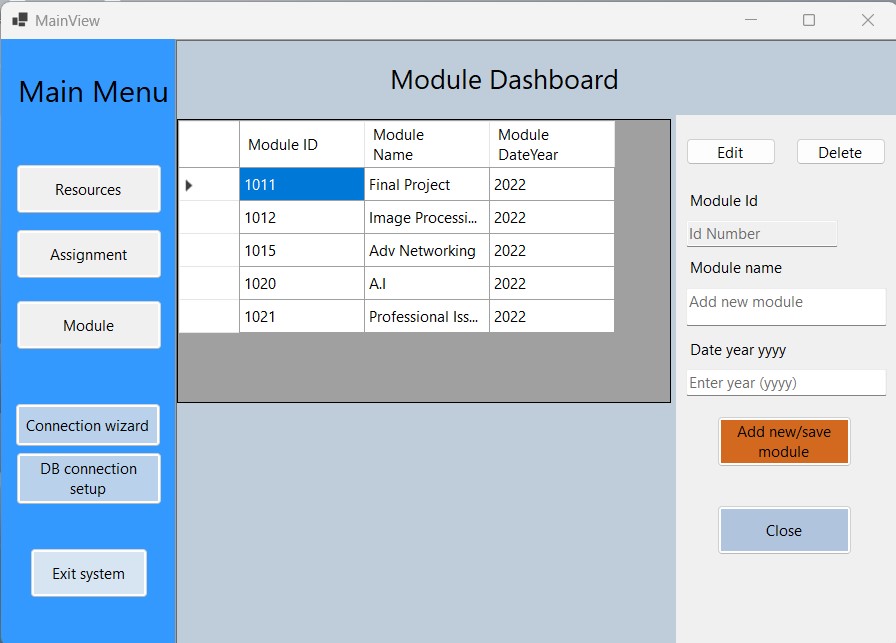 MainView
Main Menu
Resources
Assignment
Module
Connection wizard
DB connection
setup
Exit system
Module Dashboard
Module ID Module Name Module DateYear
1011 Final Project 2022
1012 Image Processi... 2022
1015 Adv Networking 2022
1020 A.I 2022
1021 Professional Iss... 2022
Edit Delete
Module Id
Id Number
Module name
Add new module
Date year yyyy
Enter year (yyyy)
Add new/save
module
Close